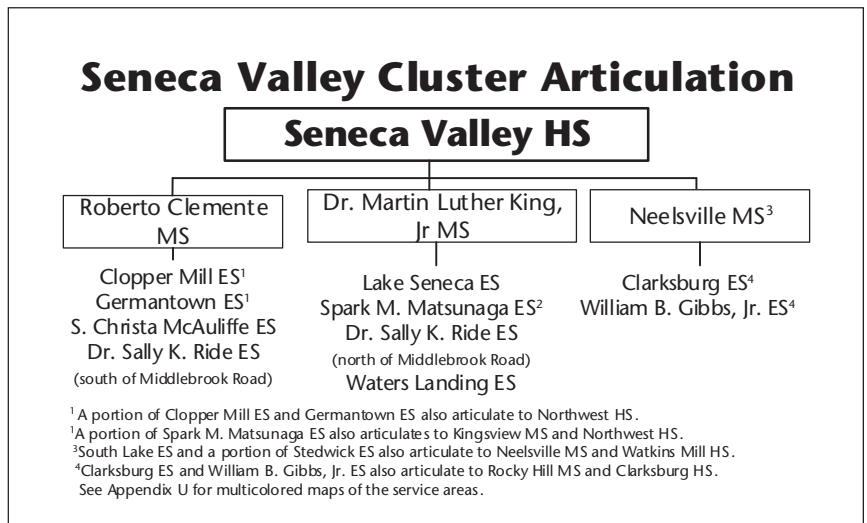 Seneca Valley Cluster Articulation
Seneca Valley HS
Roberto Clemente
MS
Clopper Mill ES¹
Germantown ES¹
S. Christa McAuliffe ES
Dr. Sally K. Ride ES
(south of Middlebrook Road)
Dr. Martin Luther King,
Jr MS
Lake Seneca ES
Spark M. Matsunaga ES²
Dr. Sally K. Ride ES
(north of Middlebrook Road)
Waters Landing ES
Neelsville MS³
Clarksburg ES⁴
William B. Gibbs, Jr. ES⁴
¹ A portion of Clopper Mill ES and Germantown ES also articulate to Northwest HS.
¹A portion of Spark M. Matsunaga ES also articulates to Kingsview MS and Northwest HS.
³South Lake ES and a portion of Stedwick ES also articulate to Neelsville MS and Watkins Mill HS.
⁴Clarksburg ES and William B. Gibbs, Jr. ES also articulate to Rocky Hill MS and Clarksburg HS.
See Appendix U for multicolored maps of the service areas.